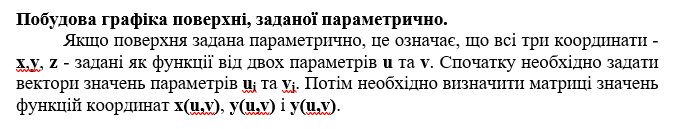 Побудова графіка поверхні, заданої параметрично.
Якщо поверхня задана параметрично, це означає, що всі три координати -
x,y, z - задані як функції від двох параметрів u та v. Спочатку необхідно задати
вектори значень параметрів ui та vj. Потім необхідно визначити матриці значень
функцій координат x(u,v), y(u,v) і y(u,v).